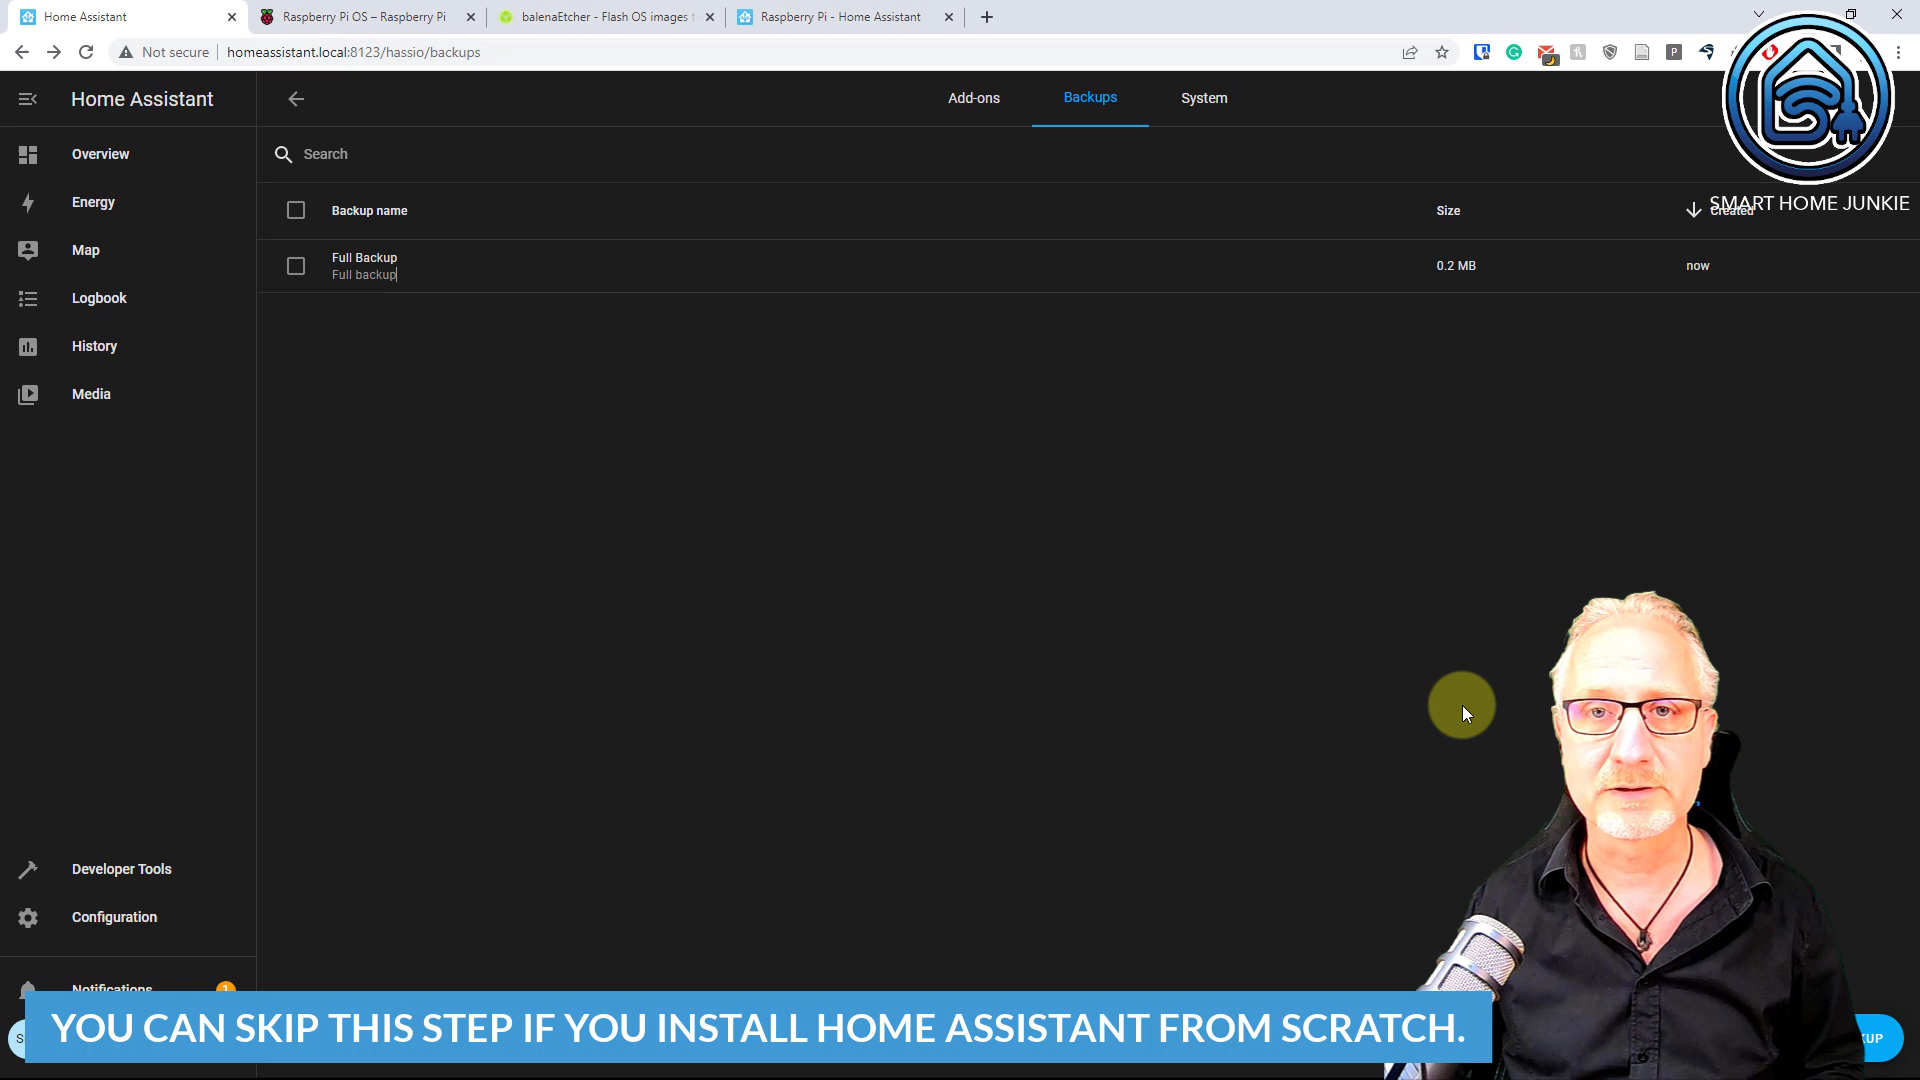 Home Assistant
Raspberry Pi OS – Raspberry Pi
balenaEtcher - Flash OS images t
Raspberry Pi - Home Assistant
Not secure
homeassistant.local:8123/hassio/backups
Home Assistant
Add-ons
Backups
System
Overview
Search
Energy
Backup name
Size
Created
SMART HOME JUNKIE
Map
Full Backup
Full backup
0.2 MB
now
Logbook
History
Media
Developer Tools
Configuration
Notifications
1
S
YOU CAN SKIP THIS STEP IF YOU INSTALL HOME ASSISTANT FROM SCRATCH.
KUP